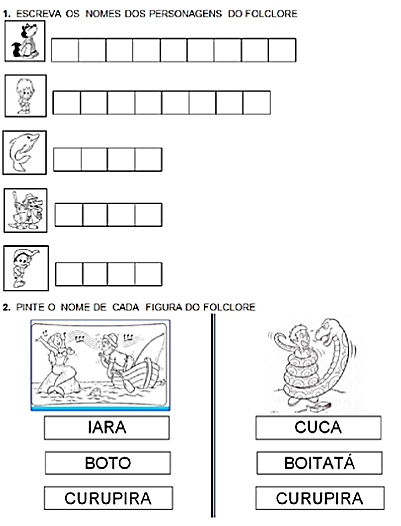 1. ESCREVA OS NOMES DOS PERSONAGENS DO FOLCLORE
2. PINTE O NOME DE CADA FIGURA DO FOLCLORE
IARA
BOTO
CURUPIRA
CUCA
BOITATÁ
CURUPIRA